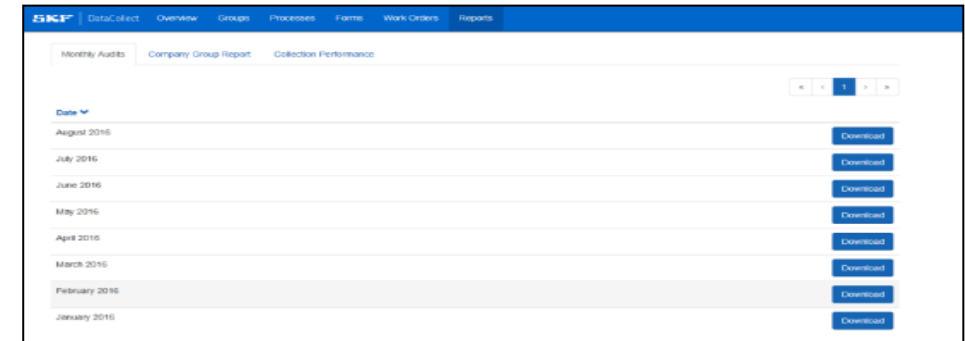 SKF DataCollect Overview Groups Processes Forms Work Orders Reports
Monthly Audits Company Group Report Collection Performance
« ‹ 1 › »
Date
August 2016 Download
July 2016 Download
June 2016 Download
May 2016 Download
April 2016 Download
March 2016 Download
February 2016 Download
January 2016 Download